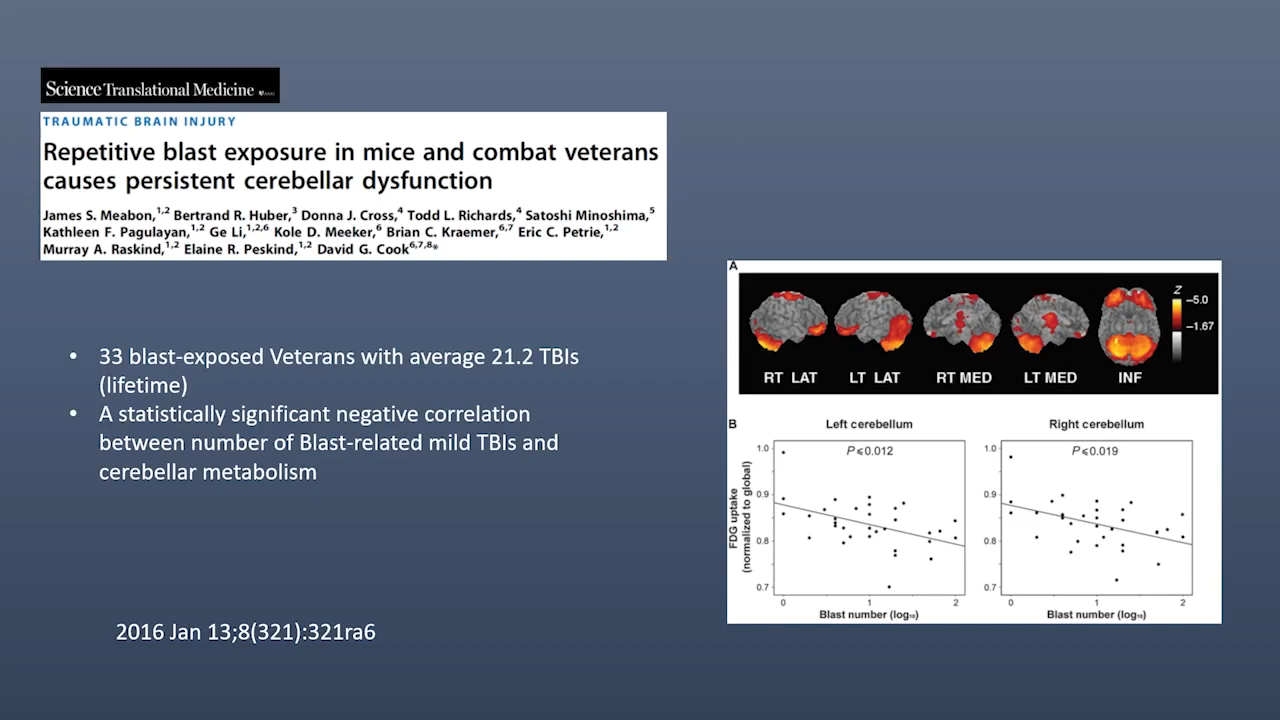 Science Translational Medicine
TRAUMATIC BRAIN INJURY
Repetitive blast exposure in mice and combat veterans
causes persistent cerebellar dysfunction
James S. Meabon,1,2 Bertrand R. Huber,3 Donna J. Cross,4 Todd L. Richards,4 Satoshi Minoshima,5
Kathleen F. Pagulayan,1,2 Ge Li,1,2,6 Kole D. Meeker,6 Brian C. Kraemer,6,7 Eric C. Petrie,1,2
Murray A. Raskind,1,2 Elaine R. Peskind,1,2 David G. Cook6,7,8*
• 33 blast-exposed Veterans with average 21.2 TBIs
(lifetime)
• A statistically significant negative correlation
between number of Blast-related mild TBIs and
cerebellar metabolism
2016 Jan 13;8(321):321ra6
A
Z
–5.0
–1.67
RT LAT LT LAT RT MED LT MED INF
B
Left cerebellum
P⩽0.012
FDG uptake
(normalized to global)
1.0
0.9
0.8
0.7
0 1 2
Blast number (log10)
Right cerebellum
P⩽0.019
1.0
0.9
0.8
0.7
0 1 2
Blast number (log10)